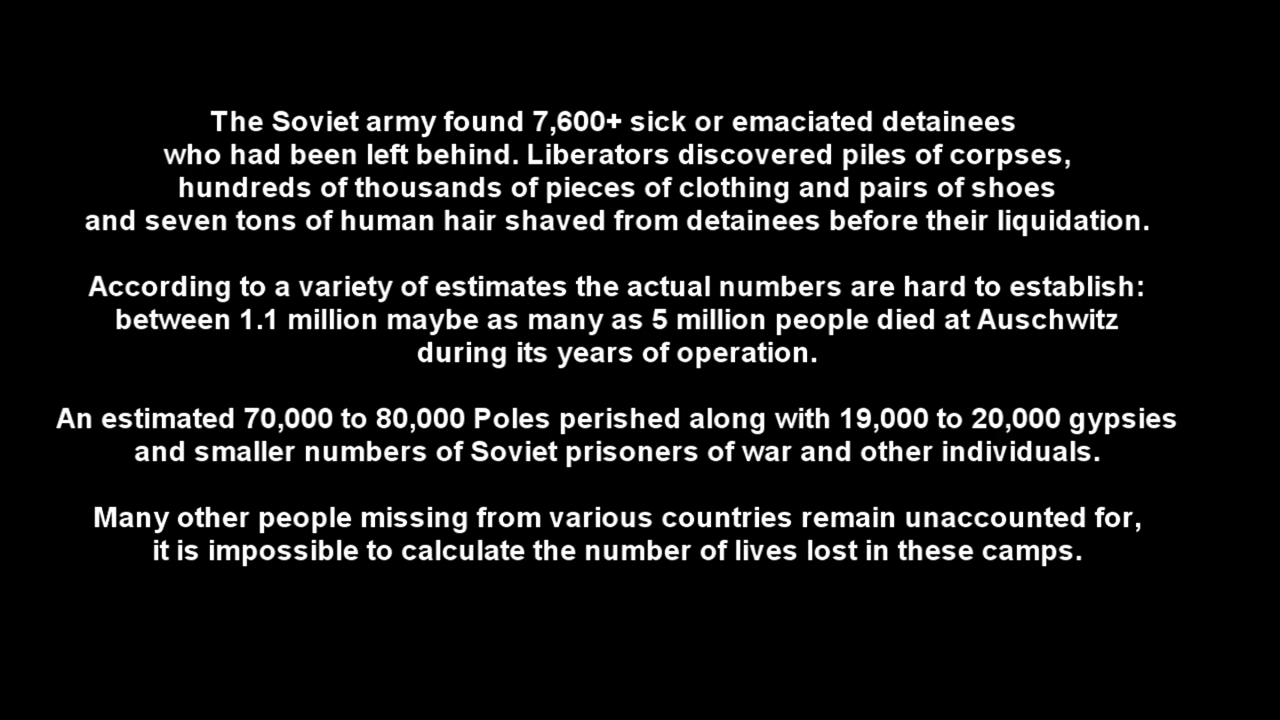 The Soviet army found 7,600+ sick or emaciated detainees
who had been left behind. Liberators discovered piles of corpses,
hundreds of thousands of pieces of clothing and pairs of shoes
and seven tons of human hair shaved from detainees before their liquidation.
According to a variety of estimates the actual numbers are hard to establish:
between 1.1 million maybe as many as 5 million people died at Auschwitz
during its years of operation.
An estimated 70,000 to 80,000 Poles perished along with 19,000 to 20,000 gypsies
and smaller numbers of Soviet prisoners of war and other individuals.
Many other people missing from various countries remain unaccounted for,
it is impossible to calculate the number of lives lost in these camps.